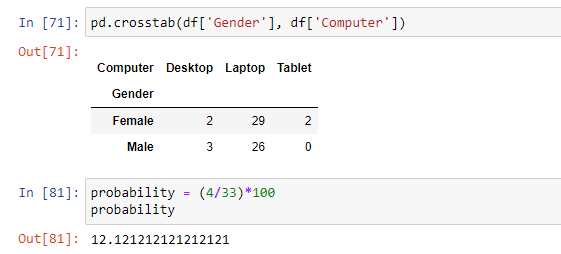 In [71]: pd.crosstab(df['Gender'], df['Computer'])
Out[71]:
Computer Desktop Laptop Tablet
Gender
Female 2 29 2
Male 3 26 0
In [81]: probability = (4/33)*100
probability
Out[81]: 12.121212121212121